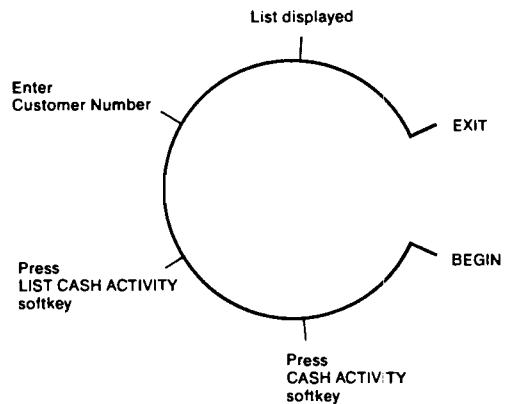 List displayed
Enter
Customer Number
EXIT
BEGIN
Press
LIST CASH ACTIVITY
softkey
Press
CASH ACTIVITY
softkey